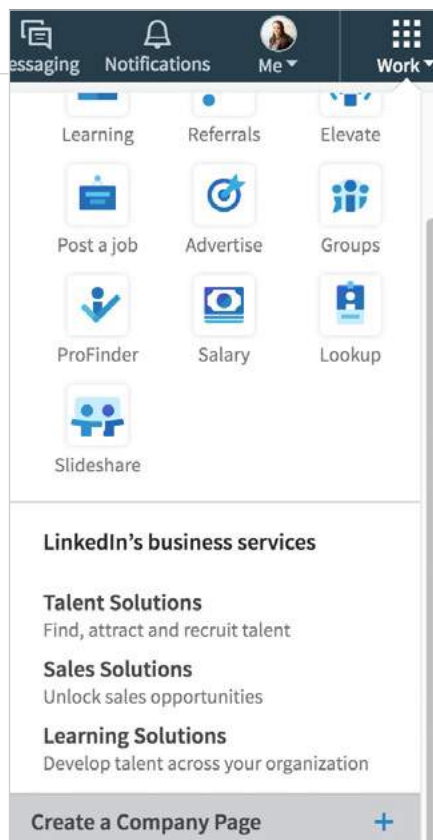 essaging Notifications Me Work
Learning Referrals Elevate
Post a job Advertise Groups
ProFinder Salary Lookup
Slideshare
LinkedIn's business services
Talent Solutions
Find, attract and recruit talent
Sales Solutions
Unlock sales opportunities
Learning Solutions
Develop talent across your organization
Create a Company Page +